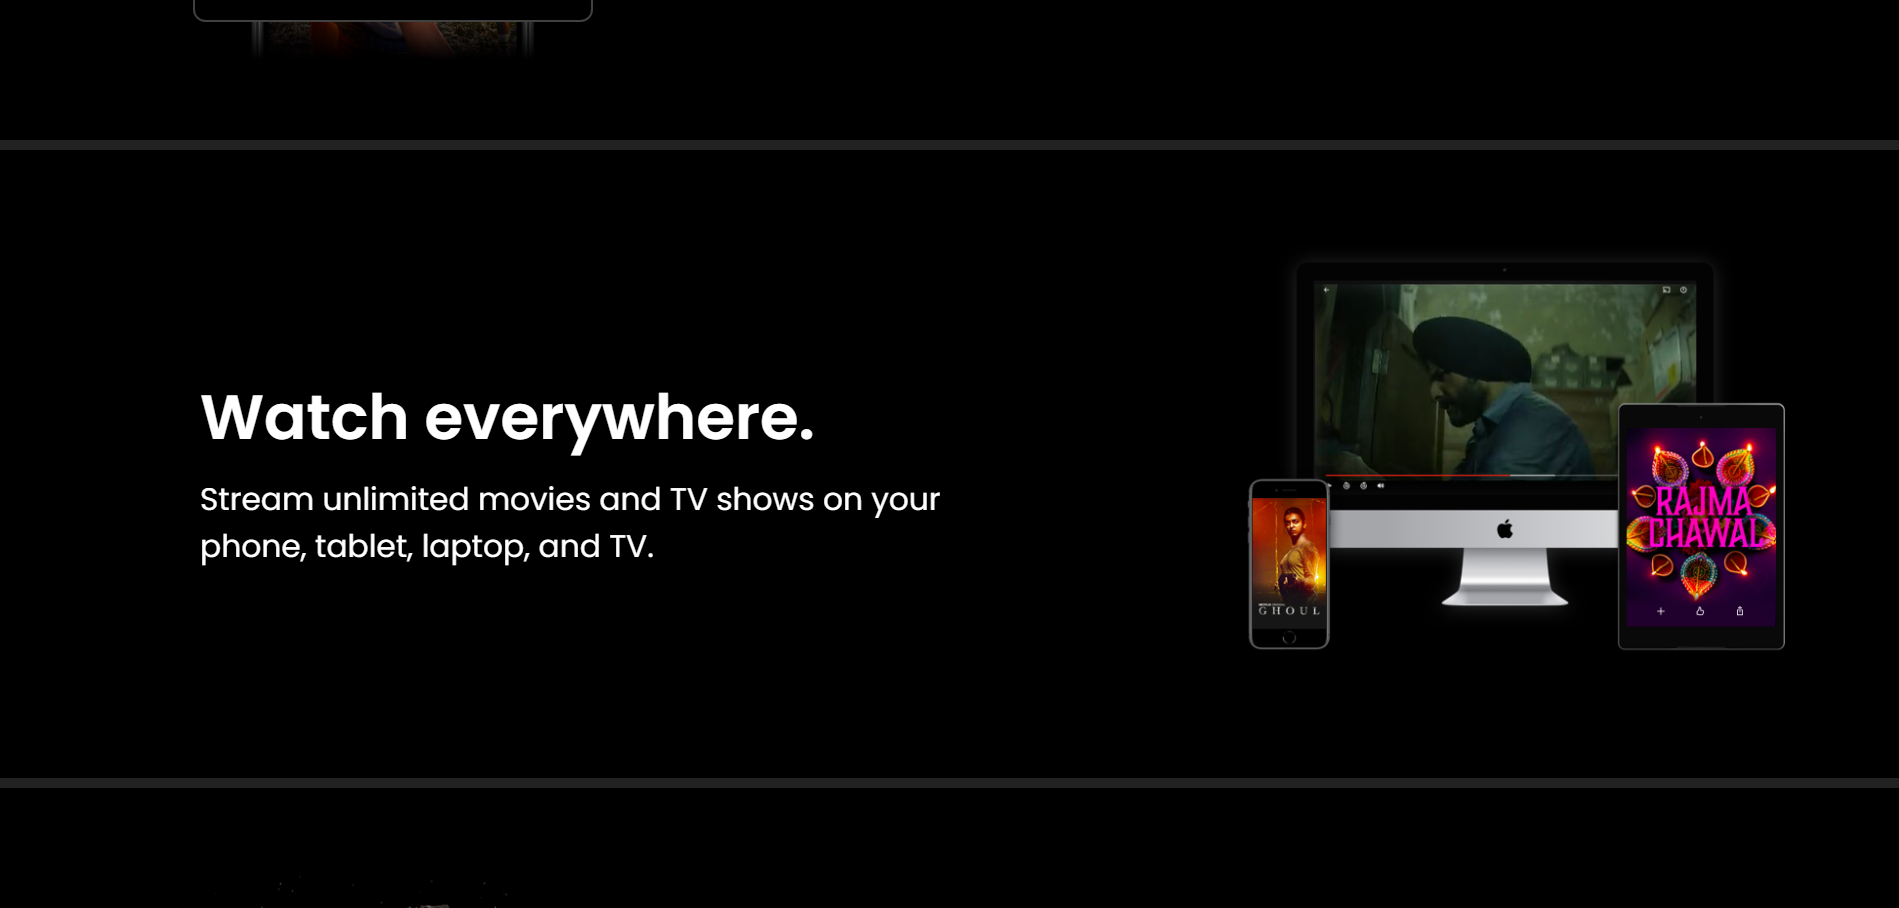 Watch everywhere.
Stream unlimited movies and TV shows on your
phone, tablet, laptop, and TV.
GHOUL
RAJMA
CHAWAL